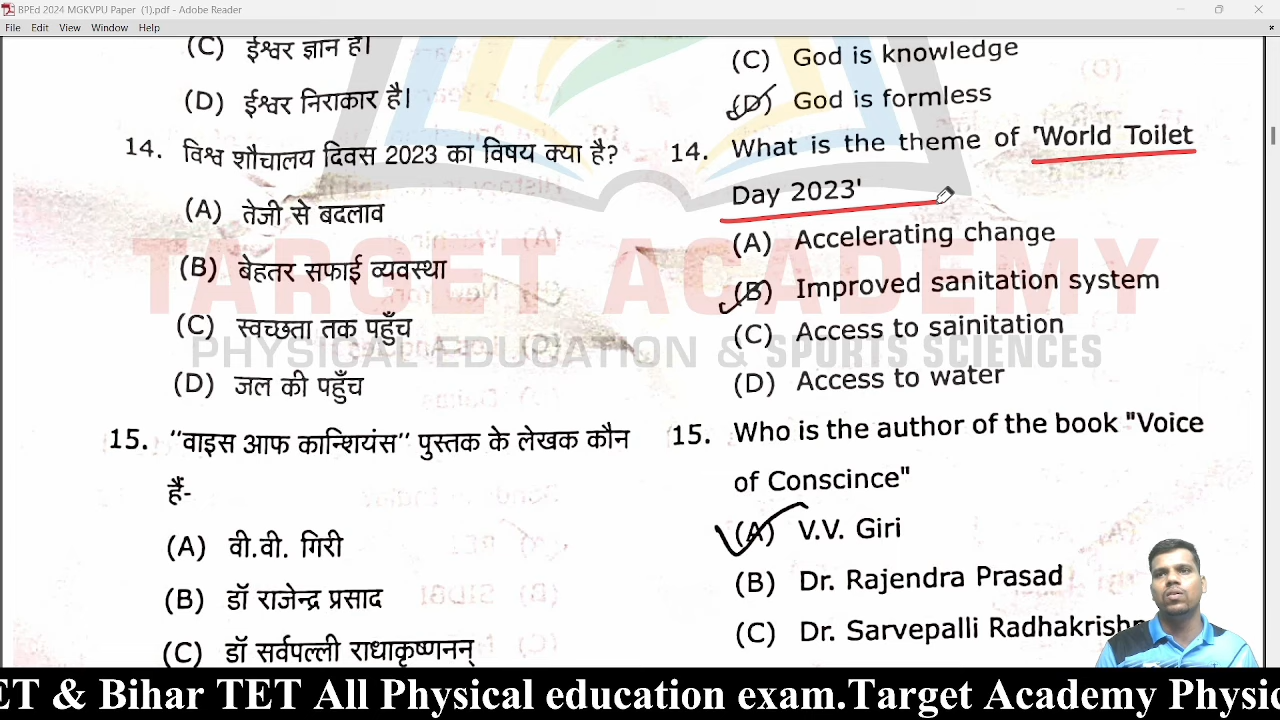 BPEd 2024 MGKVPU Paper (1).pdf - Adobe Reader
File Edit View Window Help
(C) ईश्वर ज्ञान है।
(D) ईश्वर निराकार है।
14. विश्व शौचालय दिवस 2023 का विषय क्या है?
(A) तेजी से बदलाव
(B) बेहतर सफाई व्यवस्था
(C) स्वच्छता तक पहुँच
(D) जल की पहुँच
15. "वाइस आफ कान्शियंस" पुस्तक के लेखक कौन
हैं-
(A) वी.वी. गिरी
(B) डॉ राजेन्द्र प्रसाद
(C) डॉ सर्वपल्ली राधाकृष्णनन्
(C) God is knowledge
(D) God is formless
14. What is the theme of 'World Toilet
Day 2023'
(A) Accelerating change
(B) Improved sanitation system
(C) Access to sainitation
(D) Access to water
15. Who is the author of the book "Voice
of Conscince"
(A) V.V. Giri
(B) Dr. Rajendra Prasad
(C) Dr. Sarvepalli
TARGET ACADEMY
PHYSICAL EDUCATION & SPORTS SCIENCES
ET & Bihar TET All Physical education exam.Target Academy